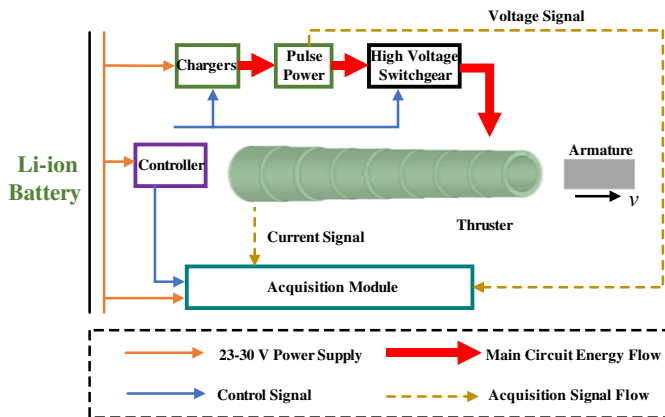 Voltage Signal
Chargers
Pulse
Power
High Voltage
Switchgear
Li-ion
Battery
Controller
Armature
v
Thruster
Current Signal
Acquisition Module
23-30 V Power Supply
Main Circuit Energy Flow
Control Signal
Acquisition Signal Flow